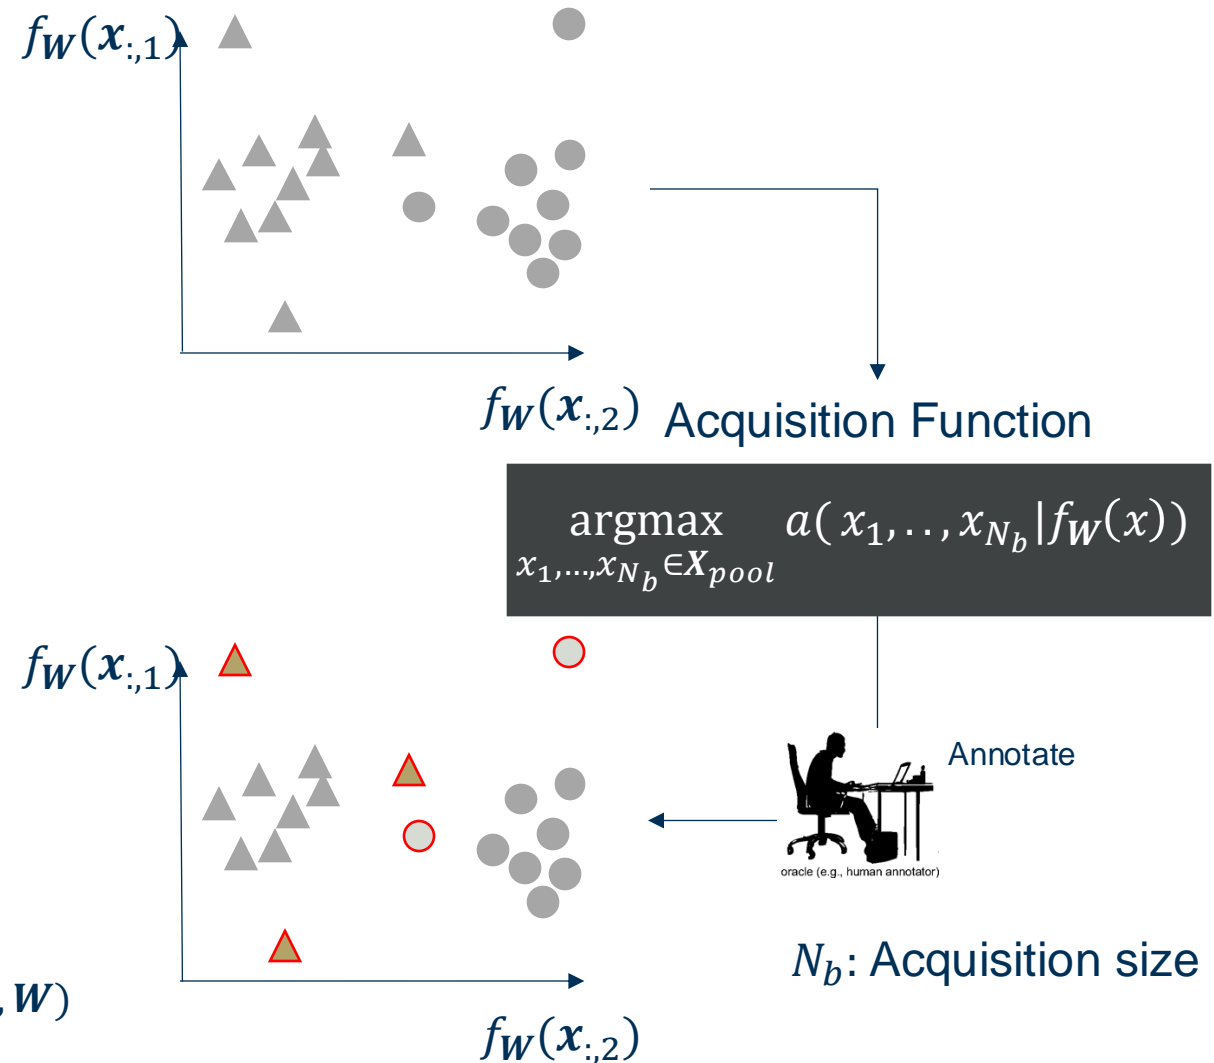 f_W(x_{:,1})
f_W(x_{:,2})
Acquisition Function
argmax a( x_1,..,x_{N_b}|f_W(x))
x_1,...,x_{N_b}∈X_{pool}
f_W(x_{:,1})
Annotate
oracle (e.g., human annotator)
N_b: Acquisition size
, W)
f_W(x_{:,2})